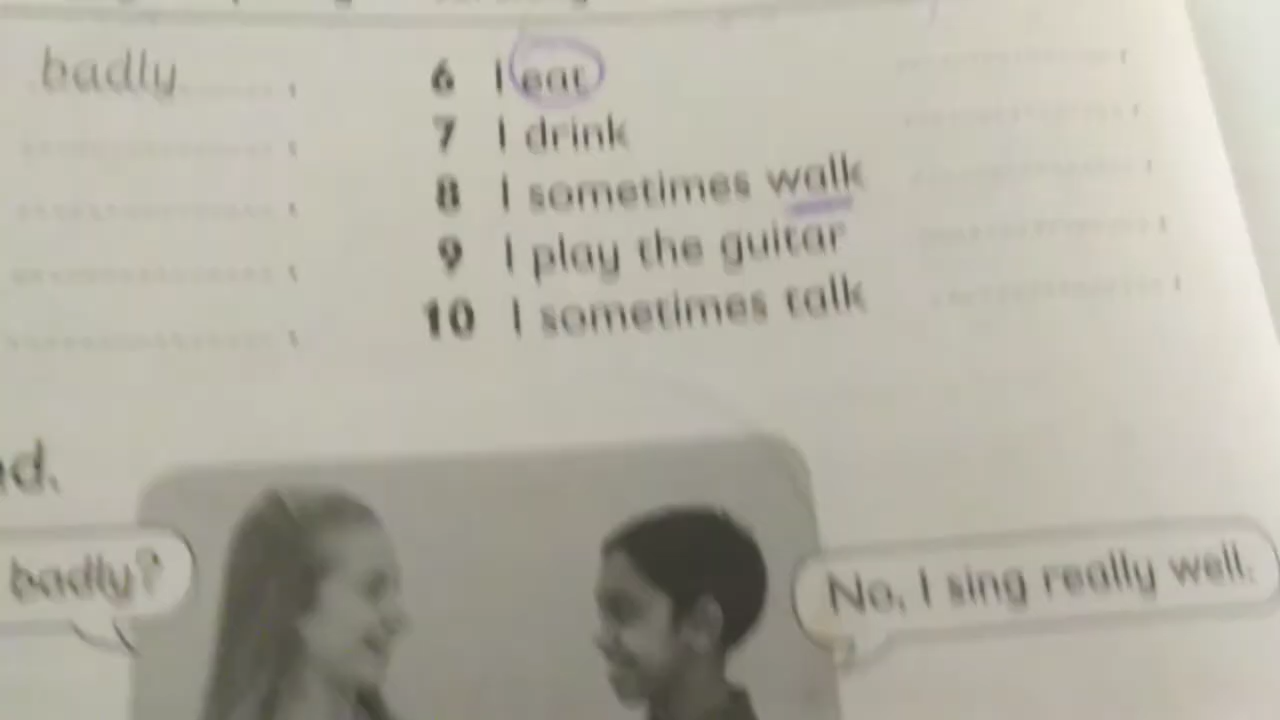 badly
6 I eat
7 I drink
8 I sometimes walk
9 I play the guitar
10 I sometimes talk
d.
badly?
No, I sing really well.